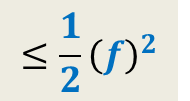 ≤ 1/2 (f)²